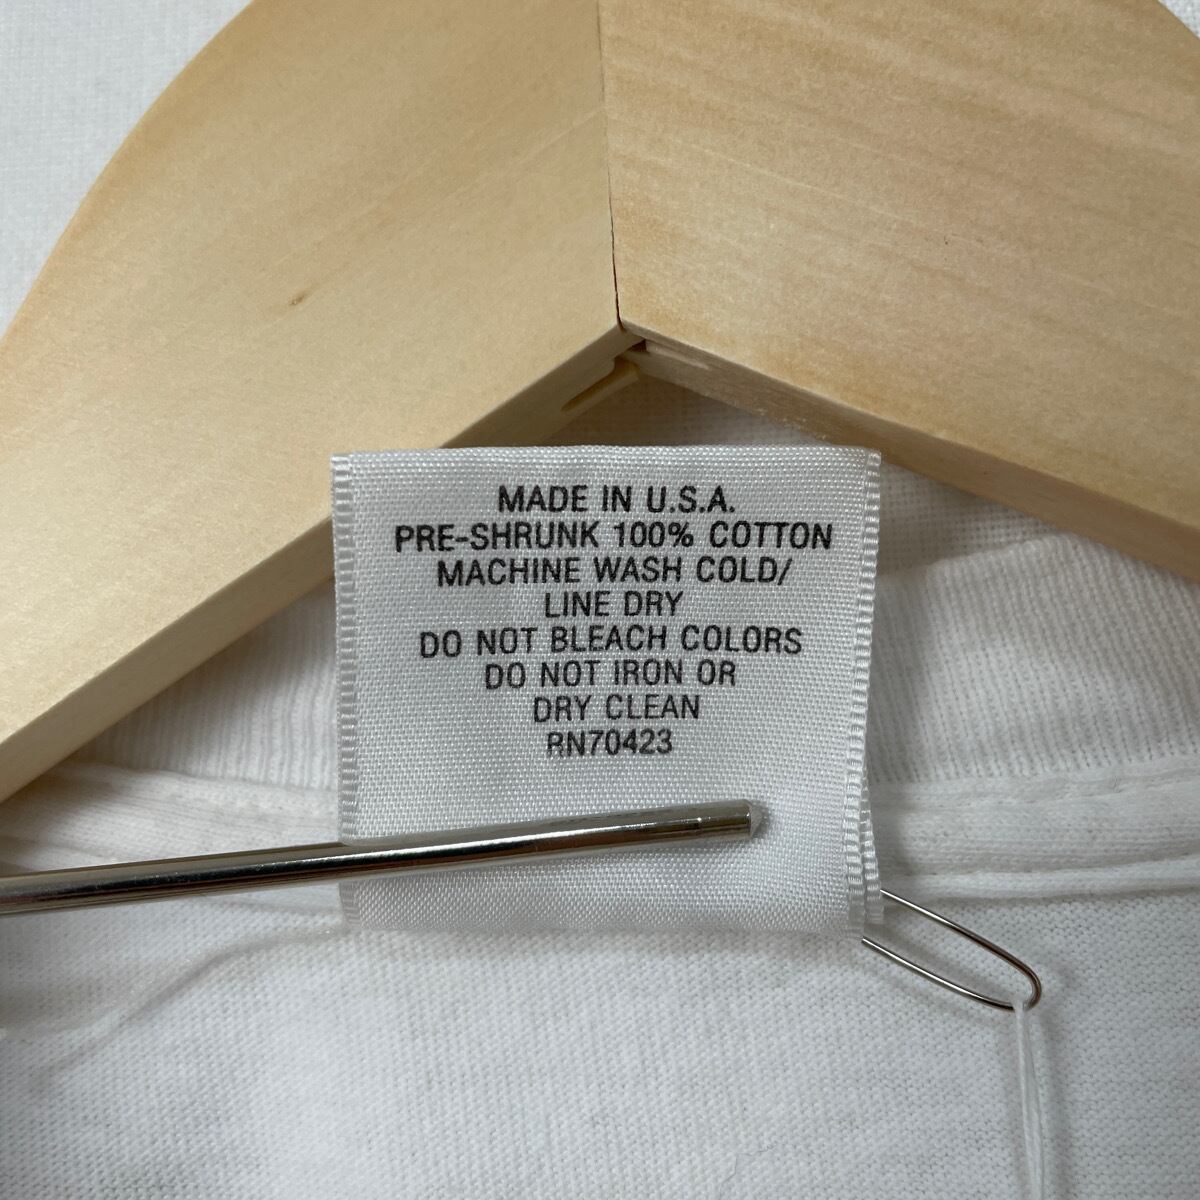 MADE IN U.S.A.
PRE-SHRUNK 100% COTTON
MACHINE WASH COLD/
LINE DRY
DO NOT BLEACH COLORS
DO NOT IRON OR
DRY CLEAN
RN70423